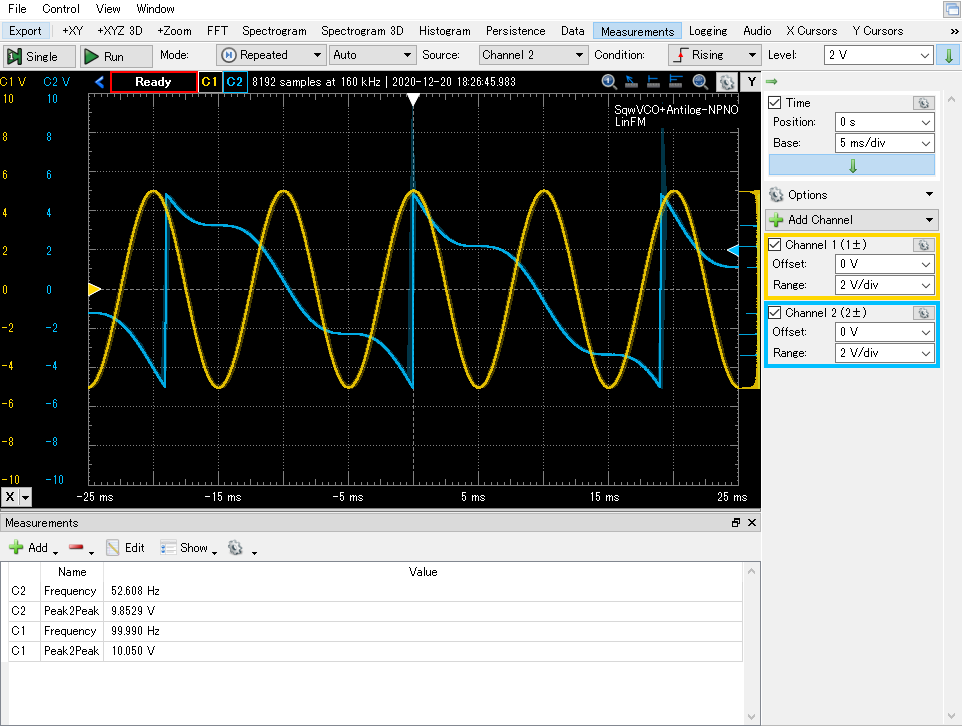 File Control View Window
Export +XY +XYZ 3D +Zoom FFT Spectrogram Spectrogram 3D Histogram Persistence Data Measurements Logging Audio X Cursors Y Cursors »
Single Run Mode: Repeated Auto Source: Channel 2 Condition: Rising Level: 2 V
C1 V C2 V Ready C1 C2 8192 samples at 160 kHz | 2020-12-20 18:26:45.983 Y
10 10
SqwVCO+Antilog-NPNO
LinFM
8 8
6 6
4 4
2 2
0 0
-2 -2
-4 -4
-6 -6
-8 -8
-10 -10
X -25 ms -15 ms -5 ms 5 ms 15 ms 25 ms
Time
Position: 0 s
Base: 5 ms/div
Options
Add Channel
Channel 1 (1±)
Offset: 0 V
Range: 2 V/div
Channel 2 (2±)
Offset: 0 V
Range: 2 V/div
Measurements
Add Edit Show
Name Value
C2 Frequency 52.608 Hz
C2 Peak2Peak 9.8529 V
C1 Frequency 99.990 Hz
C1 Peak2Peak 10.050 V